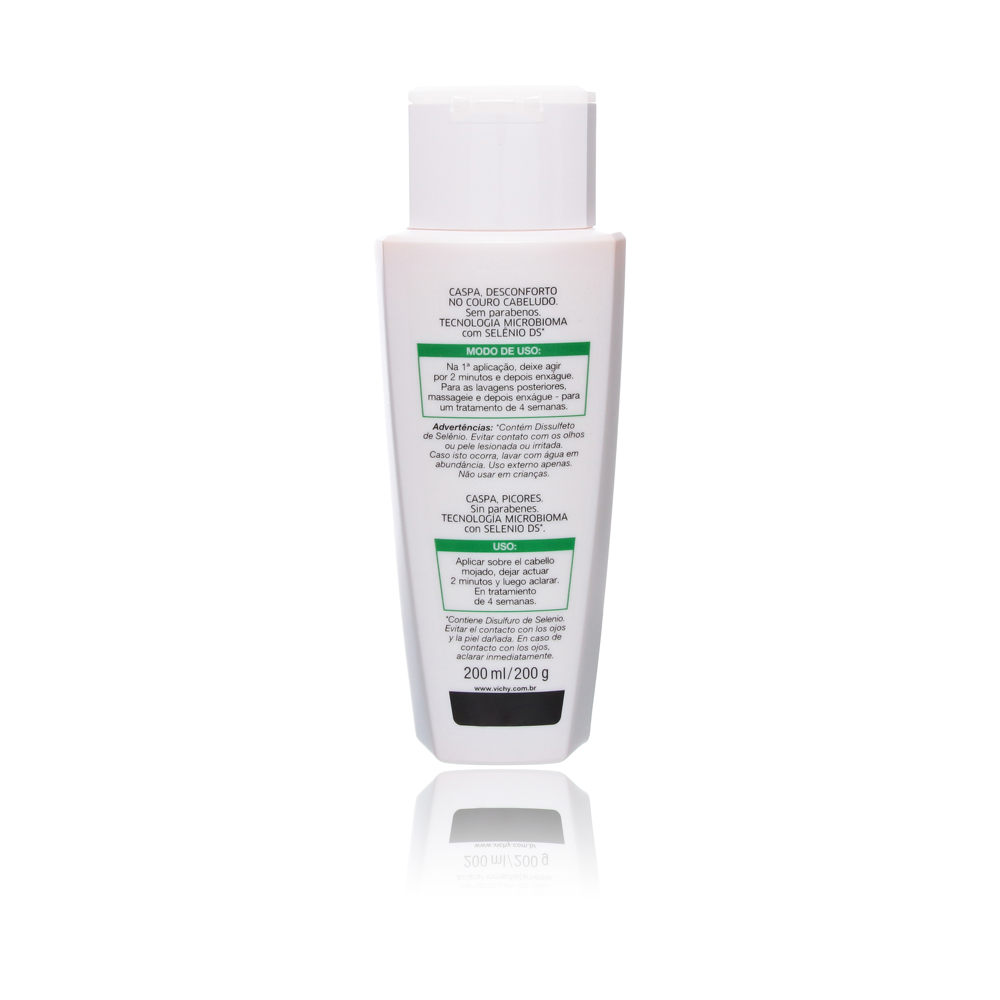 CASPA, DESCONFORTO
NO COURO CABELUDO.
Sem parabenos.
TECNOLOGIA MICROBIOMA
com SELÊNIO DS*
MODO DE USO:
Na 1ª aplicação, deixe agir
por 2 minutos e depois enxágue.
Para as lavagens posteriores,
massageie e depois enxágue - para
um tratamento de 4 semanas.
Advertências: *Contém Dissulfeto
de Selênio. Evitar contato com os olhos
ou pele lesionada ou irritada.
Caso isto ocorra, lavar com água em
abundância. Uso externo apenas.
Não usar em crianças.
CASPA, PICORES.
Sin parabenes.
TECNOLOGÍA MICROBIOMA
con SELENIO DS*.
USO:
Aplicar sobre el cabello
mojado, dejar actuar
2 minutos y luego aclarar.
En tratamiento
de 4 semanas.
*Contiene Disulfuro de Selenio.
Evitar el contacto con los ojos
y la piel dañada. En caso de
contacto con los ojos,
aclarar inmediatamente.
200 ml/200 g
www.vichy.com.br